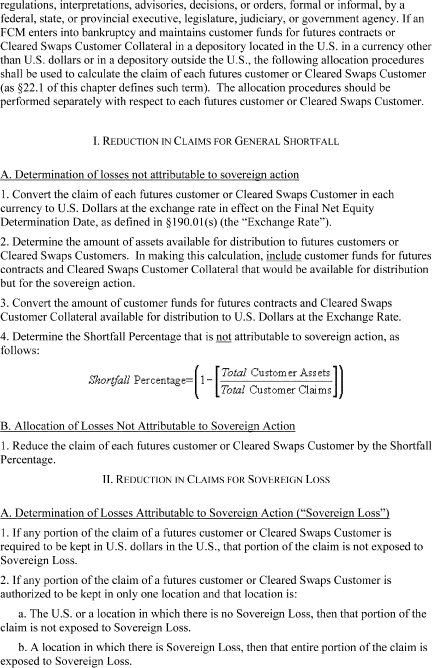 regulations, interpretations, advisories, decisions, or orders, formal or informal, by a
federal, state, or provincial executive, legislature, judiciary, or government agency. If an
FCM enters into bankruptcy and maintains customer funds for futures contracts or
Cleared Swaps Customer Collateral in a depository located in the U.S. in a currency other
than U.S. dollars or in a depository outside the U.S., the following allocation procedures
shall be used to calculate the claim of each futures customer or Cleared Swaps Customer
(as §22.1 of this chapter defines such term). The allocation procedures should be
performed separately with respect to each futures customer or Cleared Swaps Customer.
I. REDUCTION IN CLAIMS FOR GENERAL SHORTFALL
A. Determination of losses not attributable to sovereign action
1. Convert the claim of each futures customer or Cleared Swaps Customer in each
currency to U.S. Dollars at the exchange rate in effect on the Final Net Equity
Determination Date, as defined in §190.01(s) (the “Exchange Rate”).
2. Determine the amount of assets available for distribution to futures customers or
Cleared Swaps Customers. In making this calculation, include customer funds for futures
contracts and Cleared Swaps Customer Collateral that would be available for distribution
but for the sovereign action.
3. Convert the amount of customer funds for futures contracts and Cleared Swaps
Customer Collateral available for distribution to U.S. Dollars at the Exchange Rate.
4. Determine the Shortfall Percentage that is not attributable to sovereign action, as
follows:
Shortfall Percentage=(1-[Total Customer Assets
Total Customer Claims])
B. Allocation of Losses Not Attributable to Sovereign Action
1. Reduce the claim of each futures customer or Cleared Swaps Customer by the Shortfall
Percentage.
II. REDUCTION IN CLAIMS FOR SOVEREIGN LOSS
A. Determination of Losses Attributable to Sovereign Action (“Sovereign Loss”)
1. If any portion of the claim of a futures customer or Cleared Swaps Customer is
required to be kept in U.S. dollars in the U.S., that portion of the claim is not exposed to
Sovereign Loss.
2. If any portion of the claim of a futures customer or Cleared Swaps Customer is
authorized to be kept in only one location and that location is:
a. The U.S. or a location in which there is no Sovereign Loss, then that portion of the
claim is not exposed to Sovereign Loss.
b. A location in which there is Sovereign Loss, then that entire portion of the claim is
exposed to Sovereign Loss.